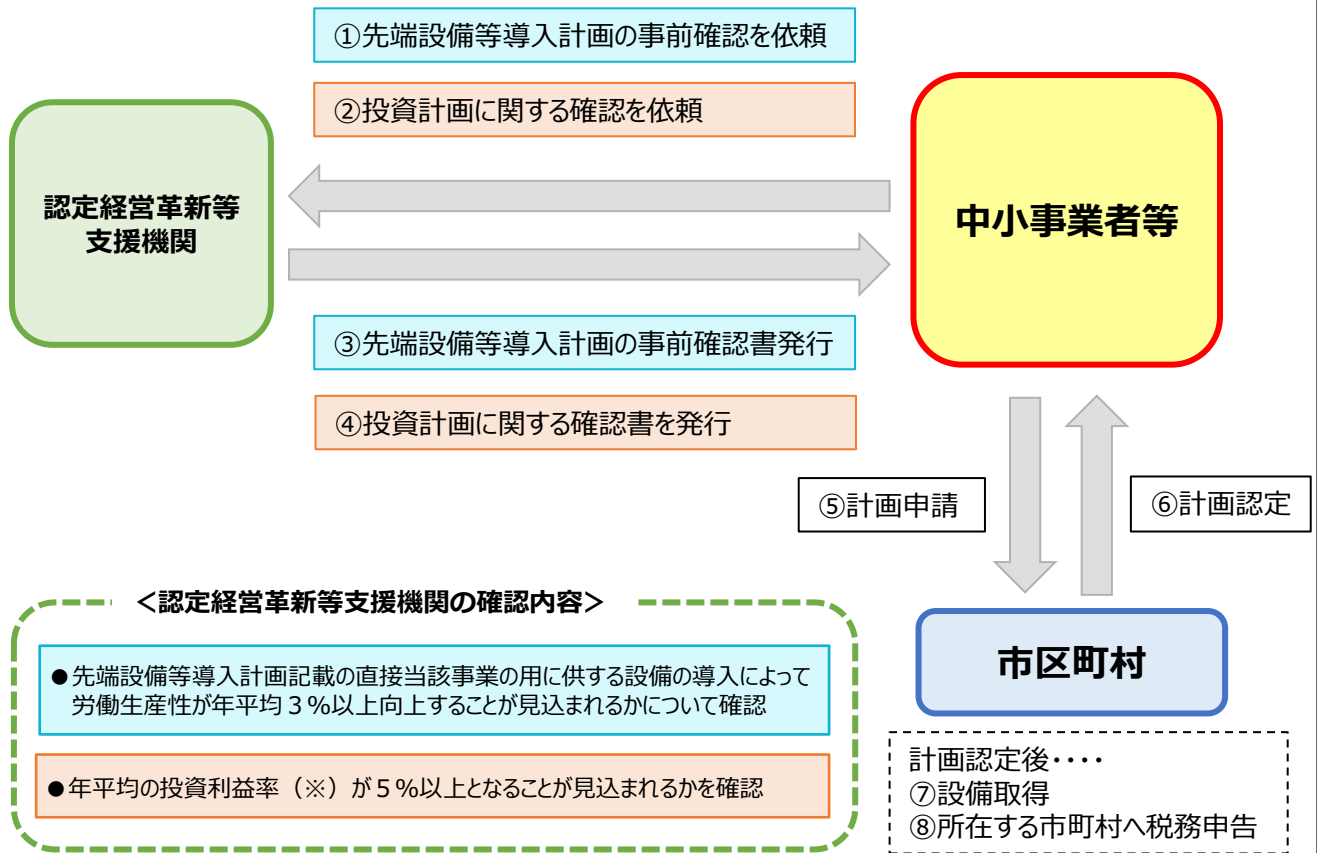 ①先端設備等導入計画の事前確認を依頼
②投資計画に関する確認を依頼
認定経営革新等
支援機関
中小事業者等
③先端設備等導入計画の事前確認書発行
④投資計画に関する確認書を発行
⑤計画申請
⑥計画認定
＜認定経営革新等支援機関の確認内容＞
●先端設備等導入計画記載の直接当該事業の用に供する設備の導入によって
労働生産性が年平均３％以上向上することが見込まれるかについて確認
●年平均の投資利益率（※）が５％以上となることが見込まれるかを確認
市区町村
計画認定後・・・・
⑦設備取得
⑧所在する市町村へ税務申告